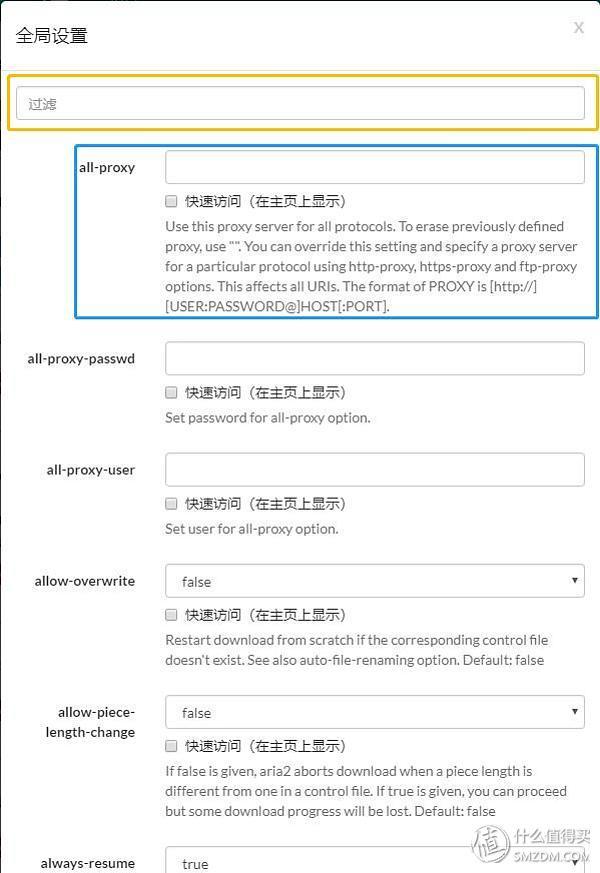 全局设置
x
过滤
all-proxy
快速访问（在主页上显示）
Use this proxy server for all protocols. To erase previously defined
proxy, use "". You can override this setting and specify a proxy server
for a particular protocol using http-proxy, https-proxy and ftp-proxy
options. This affects all URIs. The format of PROXY is [http://]
[USER:PASSWORD@]HOST[:PORT].
all-proxy-passwd
快速访问（在主页上显示）
Set password for all-proxy option.
all-proxy-user
快速访问（在主页上显示）
Set user for all-proxy option.
allow-overwrite
false
快速访问（在主页上显示）
Restart download from scratch if the corresponding control file
doesn't exist. See also auto-file-renaming option. Default: false
allow-piece-
length-change
false
快速访问（在主页上显示）
If false is given, aria2 aborts download when a piece length is
different from one in a control file. If true is given, you can proceed
but some download progress will be lost. Default: false
always-resume
true
值 什么值得买
SMZDM.COM